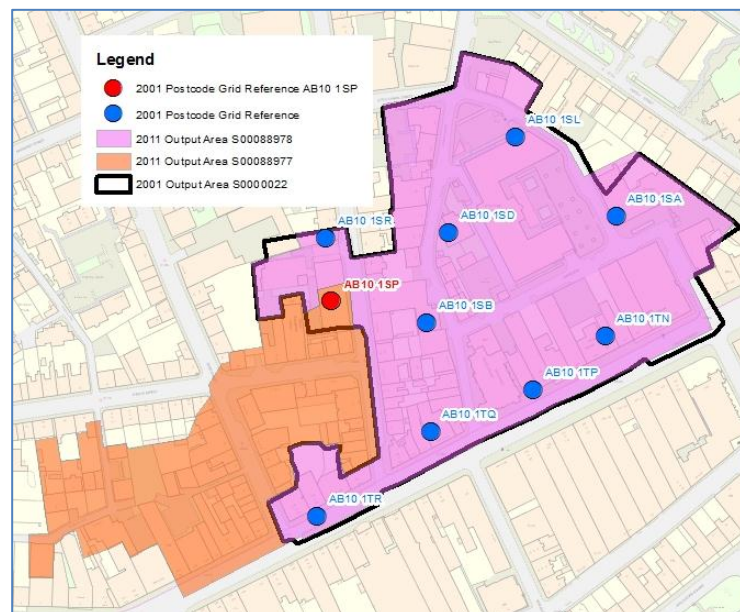 Legend
2001 Postcode Grid Reference AB10 1SP
2001 Postcode Grid Reference
2011 Output Area S00088978
2011 Output Area S00088977
2001 Output Area S0000022
AB10 1SL
AB10 1SA
AB10 1SR
AB10 1SD
AB10 1SP
AB10 1SB
AB10 1TN
AB10 1TP
AB10 1TQ
AB10 1TR